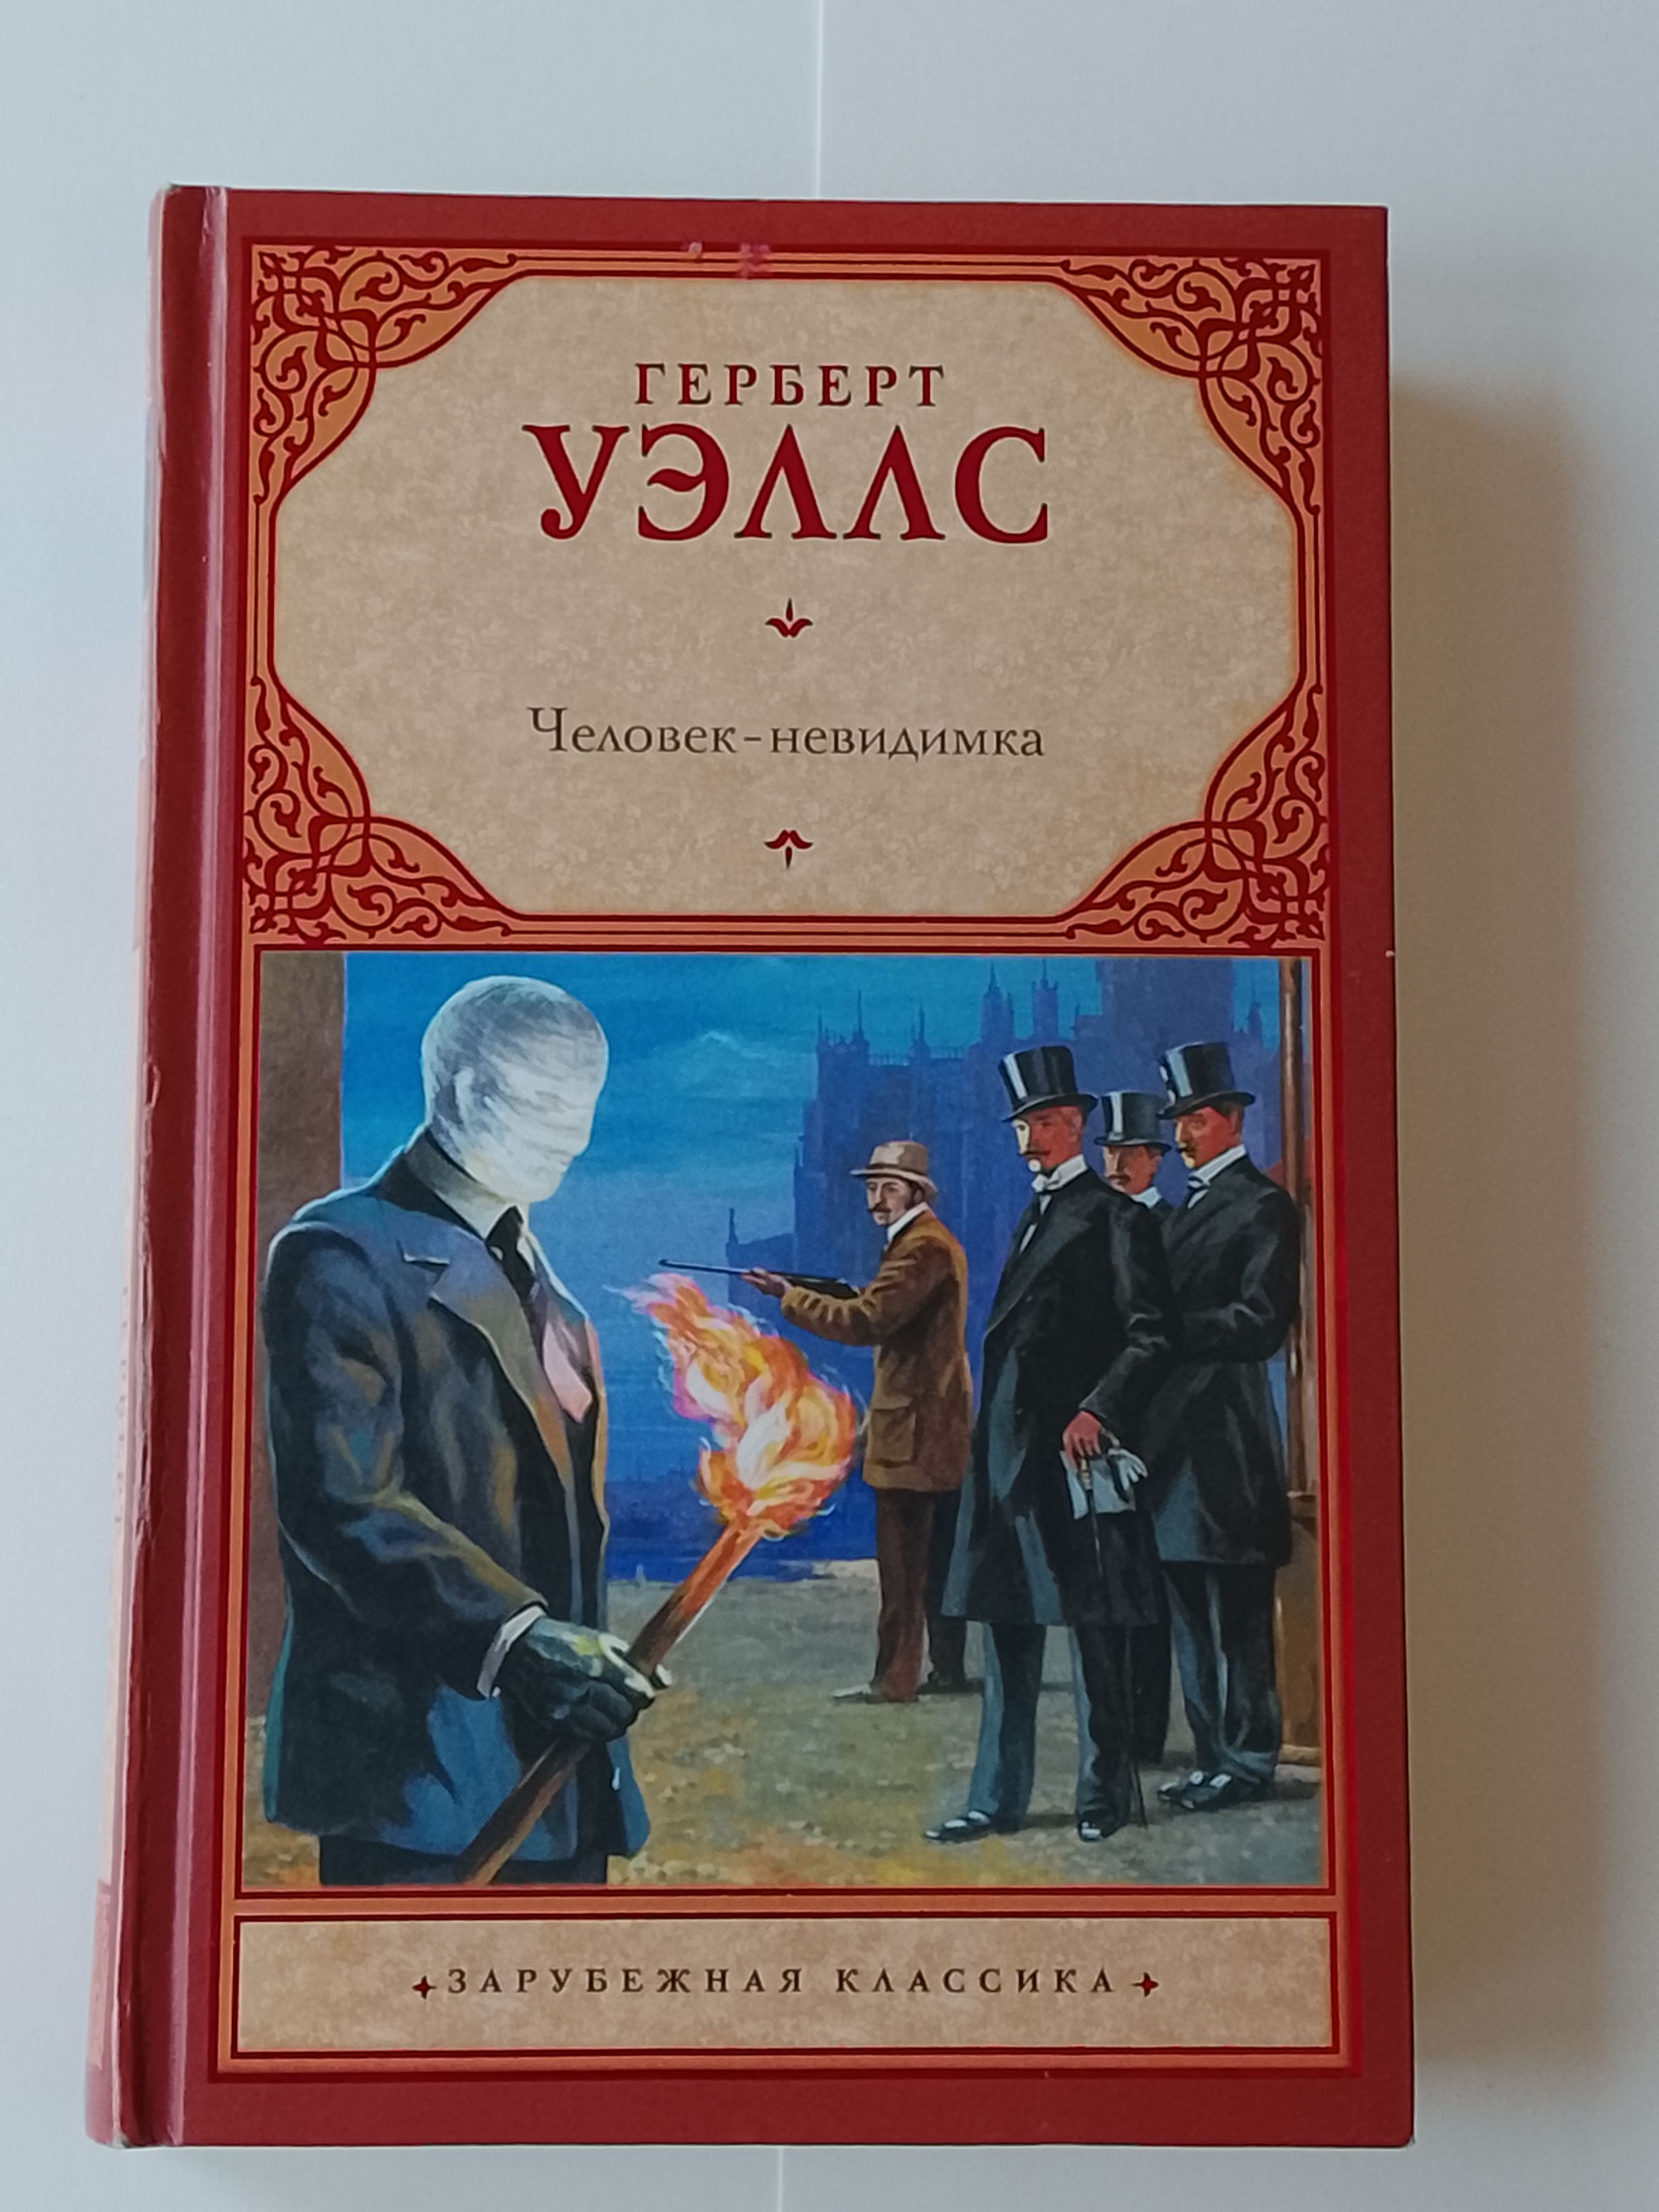 ГЕРБЕРТ
УЭЛЛС
Человек-невидимка
ЗАРУБЕЖНАЯ КЛАССИКА